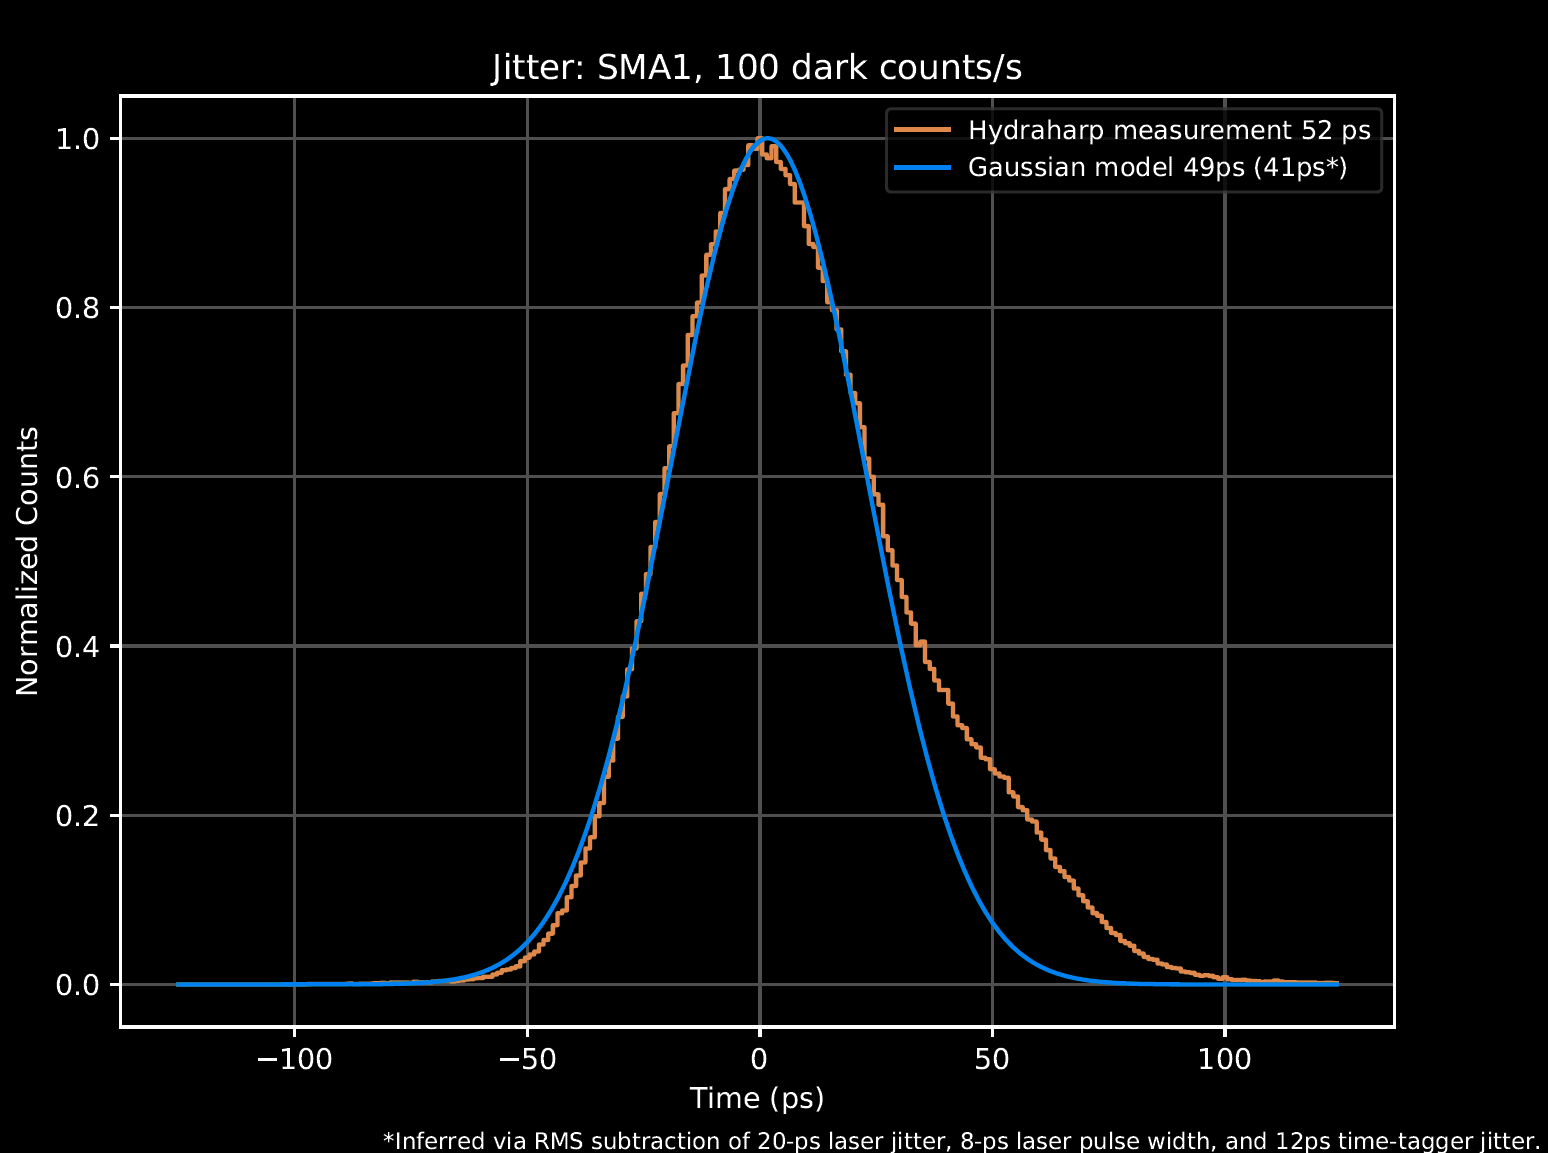 Jitter: SMA1, 100 dark counts/s
Hydraharp measurement 52 ps
Gaussian model 49ps (41ps*)
1.0
0.8
0.6
0.4
0.2
0.0
Normalized Counts
−100
−50
0
50
100
Time (ps)
*Inferred via RMS subtraction of 20-ps laser jitter, 8-ps laser pulse width, and 12ps time-tagger jitter.